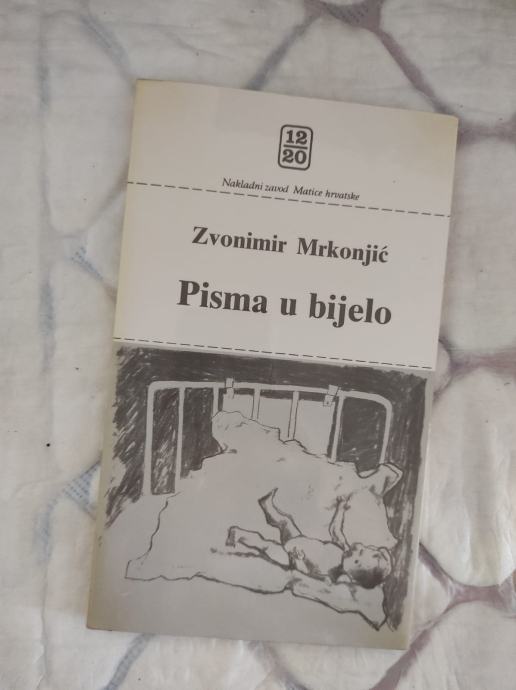 12
20
Nakladni zavod Matice hrvatske
Zvonimir Mrkonjić
Pisma u bijelo